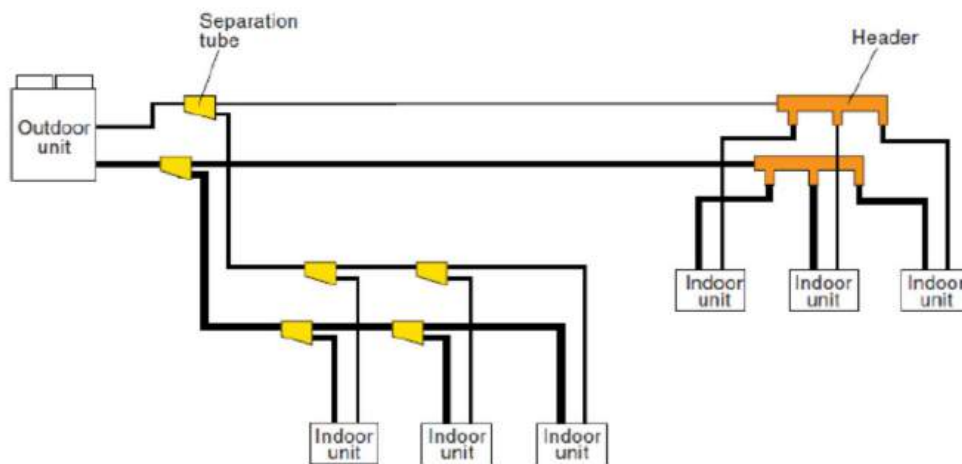 Separation
tube
Header
Outdoor
unit
Indoor
unit
Indoor
unit
Indoor
unit
Indoor
unit
Indoor
unit
Indoor
unit